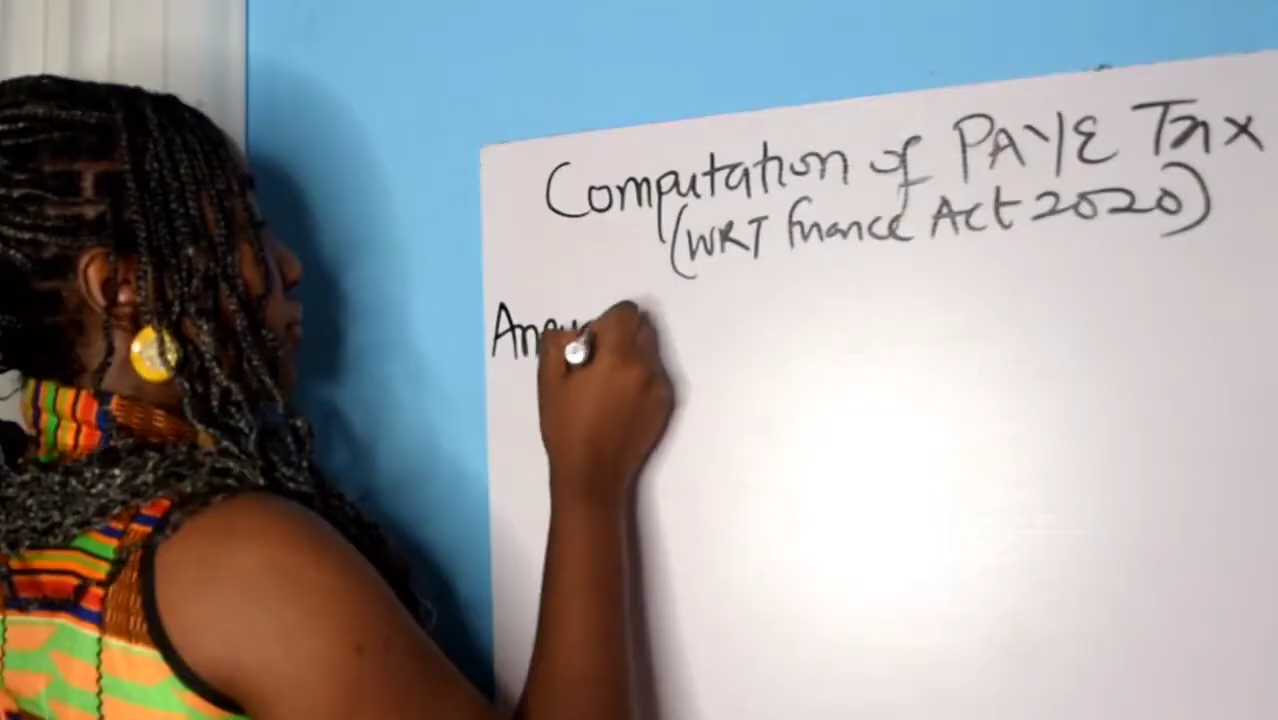 Computation of PAYE Tax
(WRT finance Act 2020)